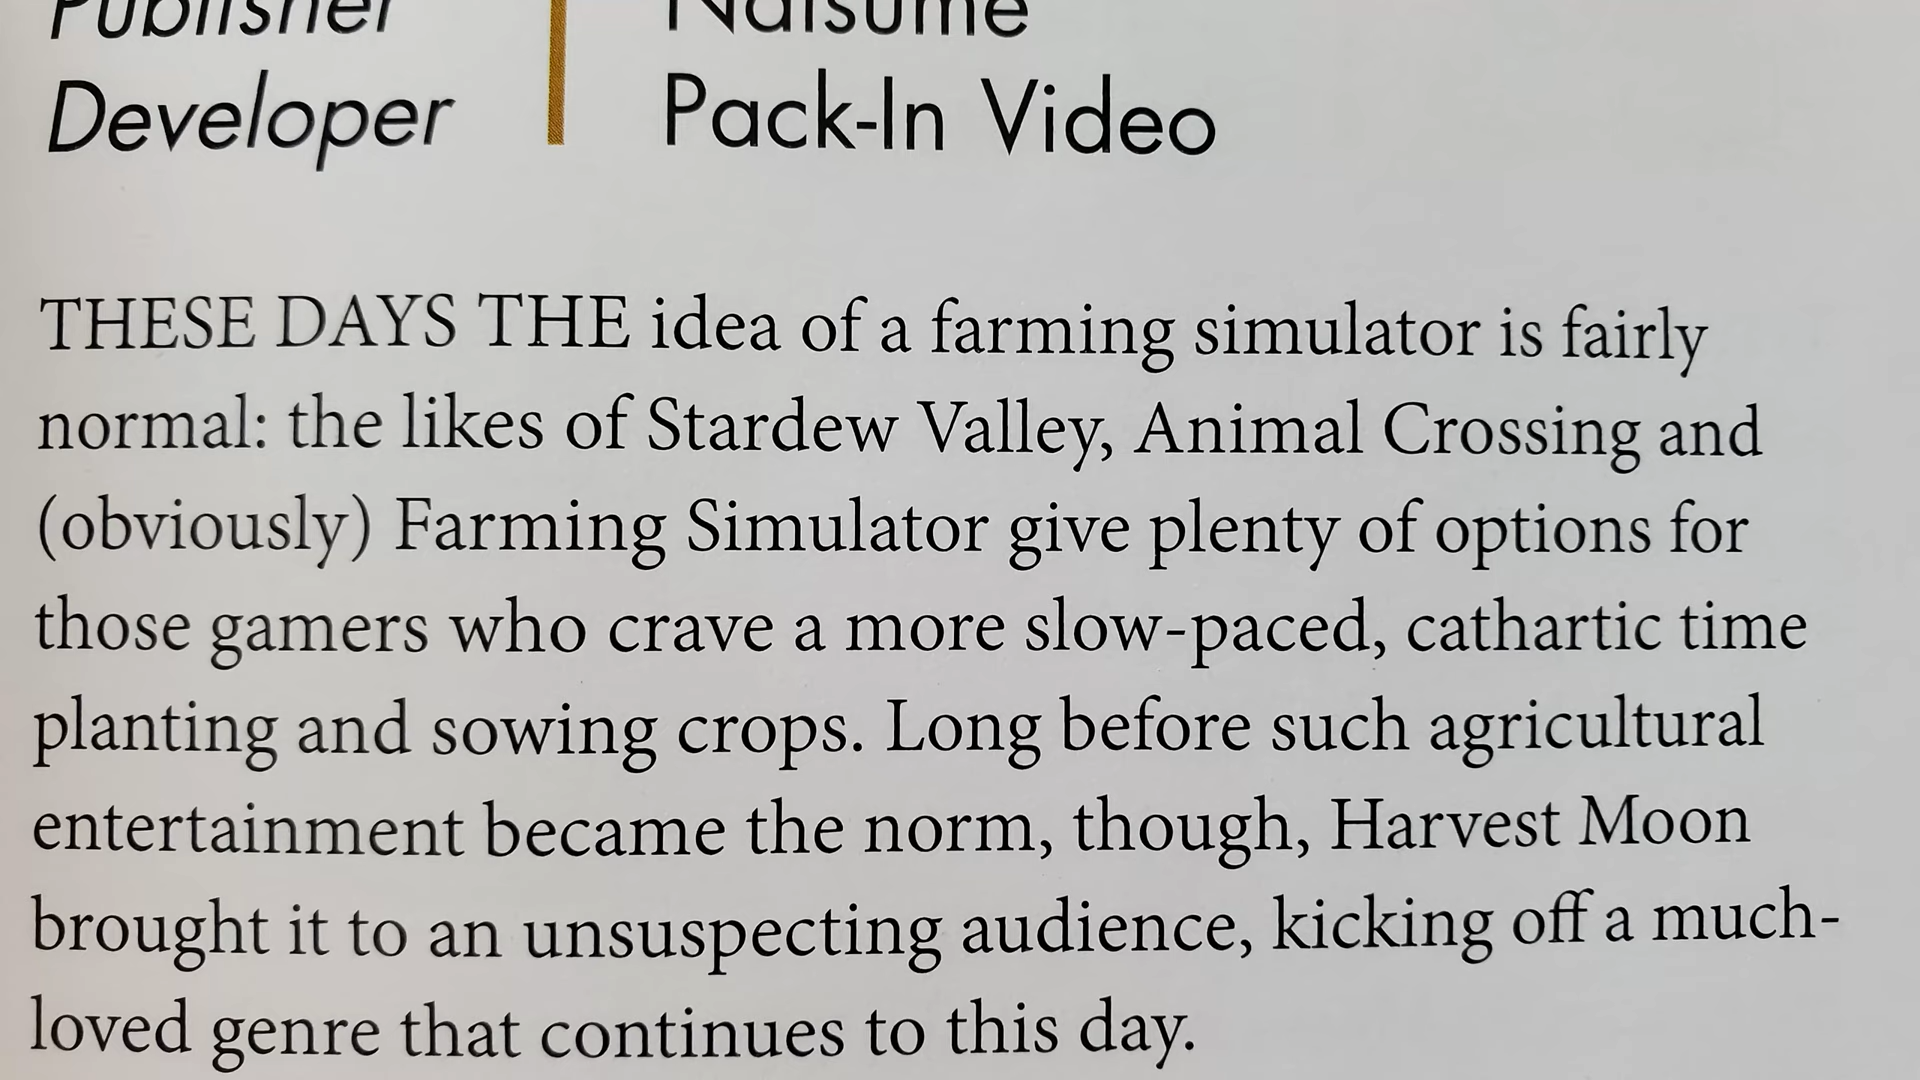 Publisher Natsume
Developer Pack-In Video
THESE DAYS THE idea of a farming simulator is fairly
normal: the likes of Stardew Valley, Animal Crossing and
(obviously) Farming Simulator give plenty of options for
those gamers who crave a more slow-paced, cathartic time
planting and sowing crops. Long before such agricultural
entertainment became the norm, though, Harvest Moon
brought it to an unsuspecting audience, kicking off a much-
loved genre that continues to this day.